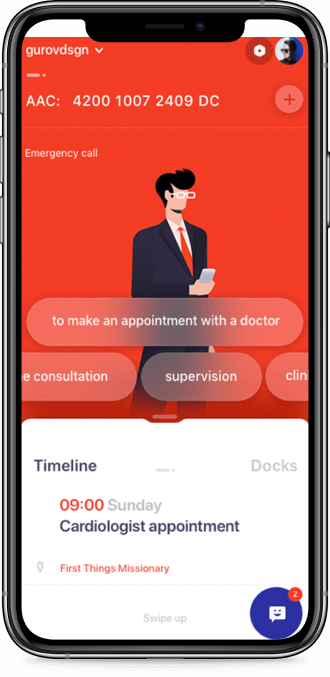 gurovdsgn
AAC: 4200 1007 2409 DC
Emergency call
to make an appointment with a doctor
e consultation
supervision
clini
Timeline
Docks
09:00 Sunday
Cardiologist appointment
First Things Missionary
Swipe up
2